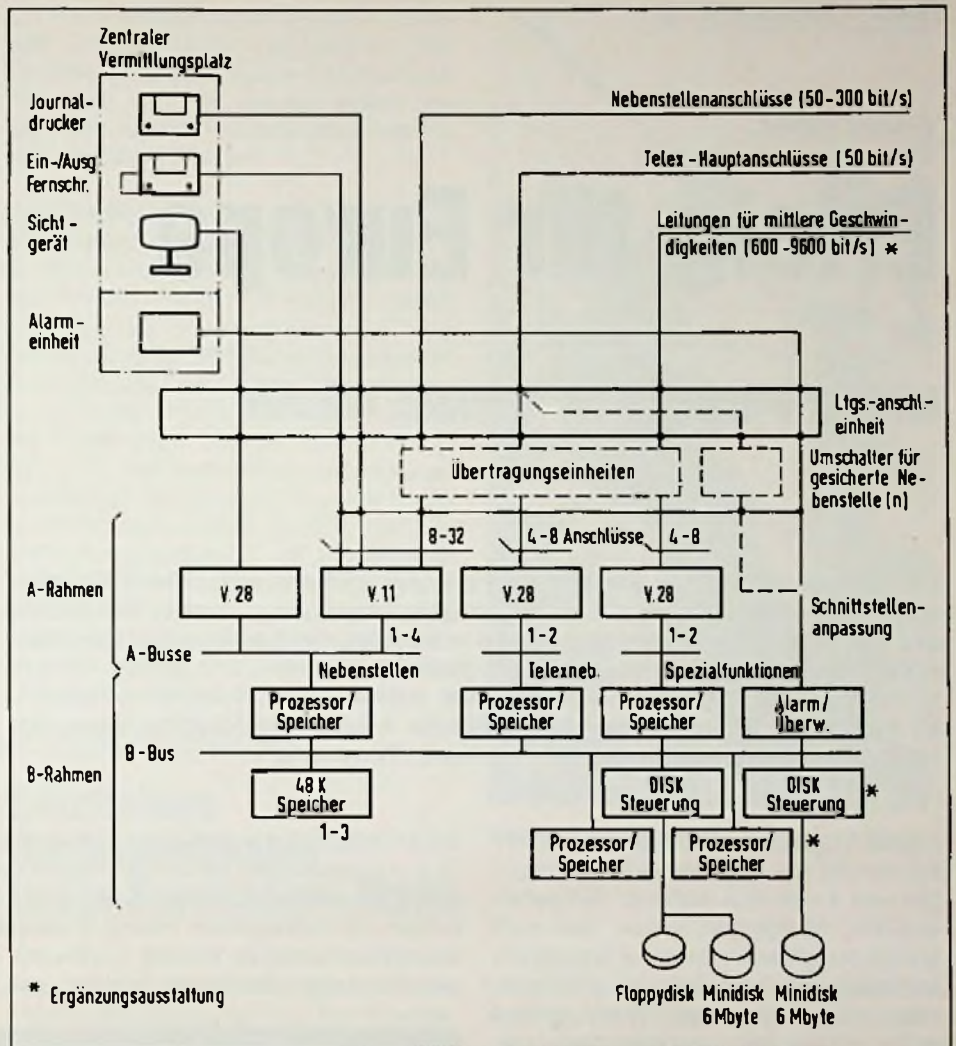 Zentraler
Vermittlungsplatz
Journal-
drucker
Ein-/Ausg
Fernschr.
Sicht-
gerät
Alarm-
einheit
Nebenstellenanschlüsse (50-300 bit/s)
Telex-Hauptanschlüsse (50 bit/s)
Leitungen für mittlere Geschwin-
digkeiten (600-9600 bit/s) *
Ltgs.-anschl.-
einheit
Übertragungseinheiten
Umschalter für
gesicherte Ne-
benstelle(n)
8-32
4-8 Anschlüsse
4-8
A-Rahmen
V.28
V.11
V.28
V.28
Schnittstellen-
anpassung
1-4
1-2
1-2
A-Busse
Nebenstellen
Telexneb.
Spezialfunktionen
B-Rahmen
Prozessor/
Speicher
Prozessor/
Speicher
Prozessor/
Speicher
Alarm/
Überw.
B-Bus
48 K
Speicher
1-3
DISK
Steuerung
DISK
Steuerung
*
Prozessor/
Speicher
Prozessor/
Speicher
*
Floppydisk
Minidisk
6 Mbyte
Minidisk
6 Mbyte
* Ergänzungsausstattung